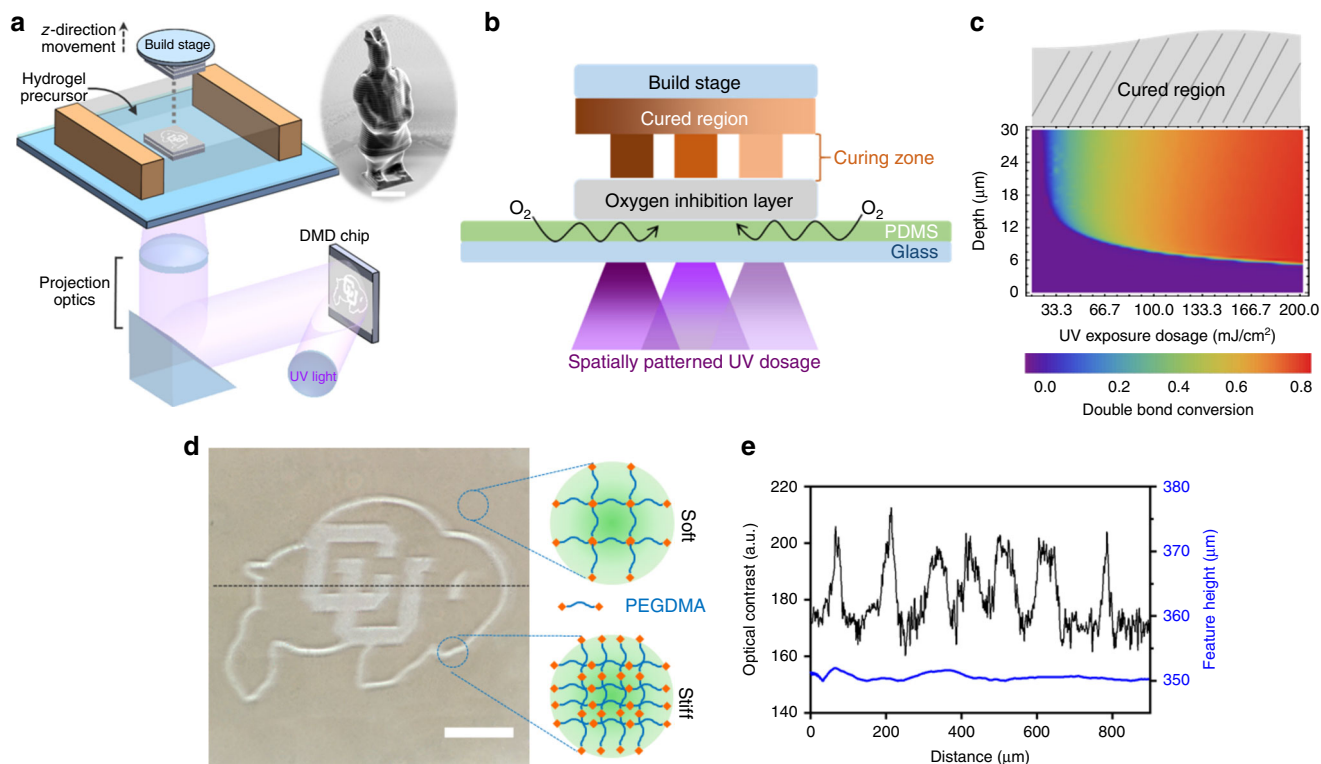 a
z-direction
movement
Build stage
Hydrogel
precursor
DMD chip
Projection
optics
UV light
b
Build stage
Cured region
Curing zone
Oxygen inhibition layer
O2
O2
PDMS
Glass
Spatially patterned UV dosage
c
Cured region
30
24
18
12
6
0
Depth (μm)
33.3 66.7 100.0 133.3 166.7 200.0
UV exposure dosage (mJ/cm²)
0.0 0.2 0.4 0.6 0.8
Double bond conversion
d
CU
Soft
PEGDMA
Stiff
e
220
200
180
160
140
Optical contrast (a.u.)
380
370
360
350
Feature height (μm)
0 200 400 600 800
Distance (μm)